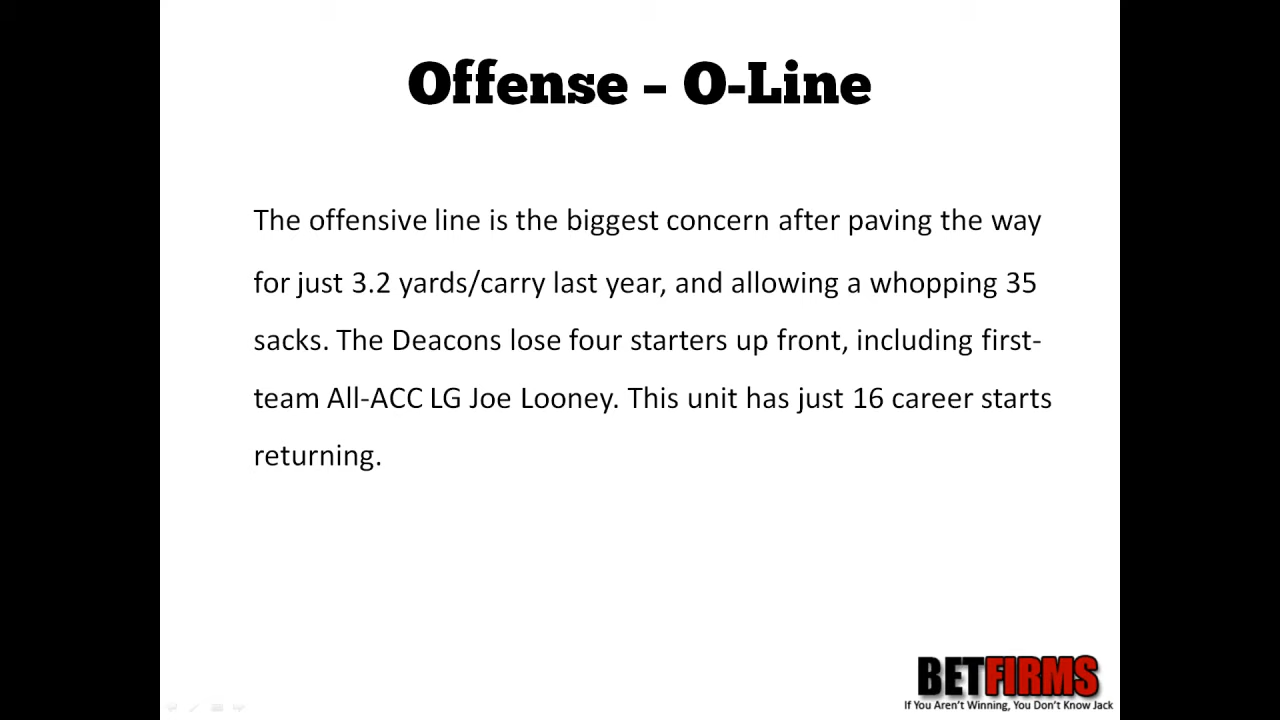 Offense – O-Line
The offensive line is the biggest concern after paving the way
for just 3.2 yards/carry last year, and allowing a whopping 35
sacks. The Deacons lose four starters up front, including first-
team All-ACC LG Joe Looney. This unit has just 16 career starts
returning.
BETFIRMS
If You Aren't Winning, You Don't Know Jack